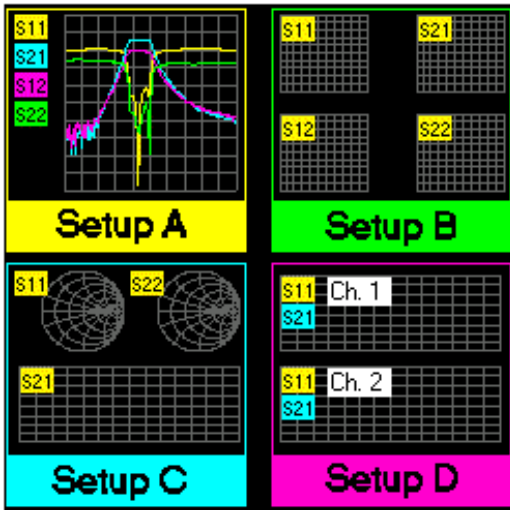 S11
S21
S12
S22
Setup A
S11 S21
S12 S22
Setup B
S11 S22
S21
Setup C
S11 Ch. 1
S21
S11 Ch. 2
S21
Setup D